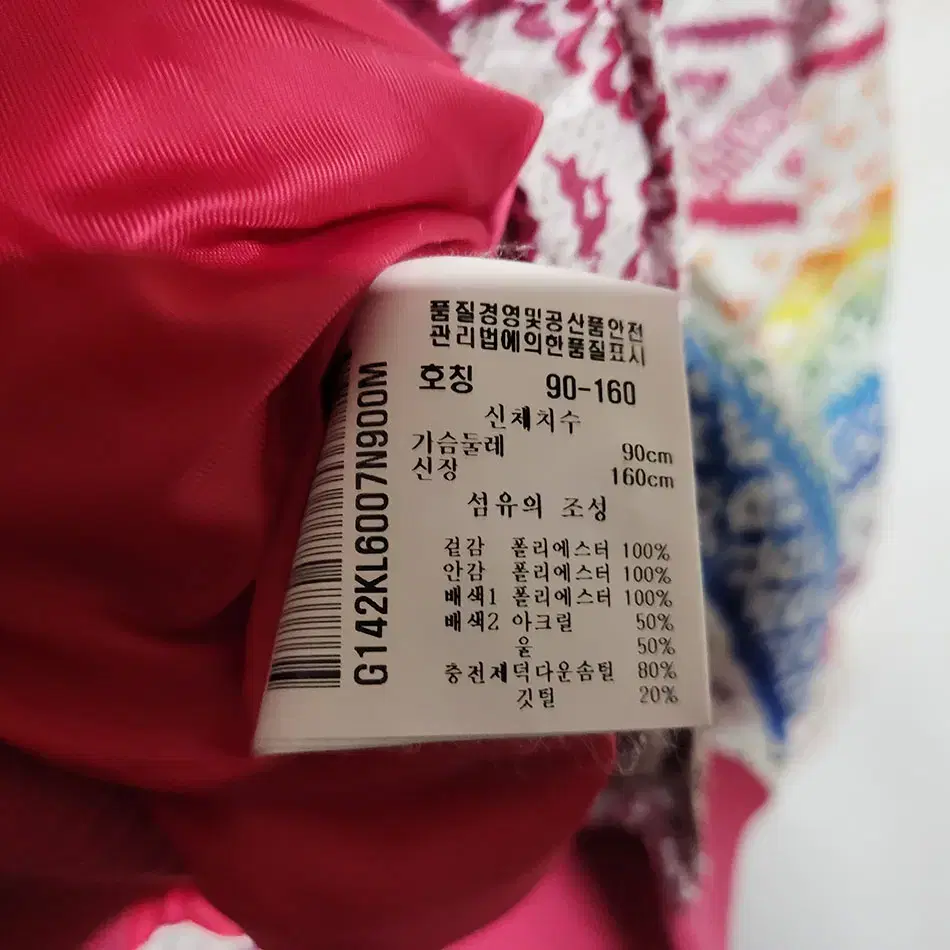 품질경영및공산품안전
관리법에의한품질표시
호칭 90-160
신체치수
가슴둘레 90cm
신장 160cm
섬유의 조성
겉감 폴리에스터 100%
안감 폴리에스터 100%
배색1 폴리에스터 100%
배색2 아크릴 50%
울 50%
충전제덕다운솜털 80%
깃털 20%
G142KL6007N900M